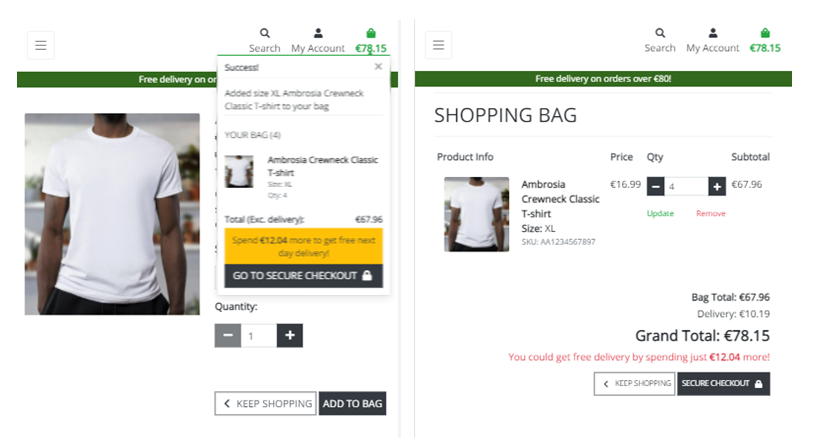 Search My Account €78.15
Free delivery on or
Success! ×
Added size XL Ambrosia Crewneck
Classic T-shirt to your bag
YOUR BAG (4)
Ambrosia Crewneck Classic
T-shirt
Size: XL
Qty: 4
Total (Exc. delivery): €67.96
Spend €12.04 more to get free next
day delivery!
GO TO SECURE CHECKOUT
Quantity:
1
KEEP SHOPPING ADD TO BAG
Search My Account €78.15
Free delivery on orders over €80!
SHOPPING BAG
Product Info Price Qty Subtotal
Ambrosia €16.99 4 €67.96
Crewneck Classic
T-shirt Update Remove
Size: XL
SKU: AA1234567897
Bag Total: €67.96
Delivery: €10.19
Grand Total: €78.15
You could get free delivery by spending just €12.04 more!
KEEP SHOPPING SECURE CHECKOUT